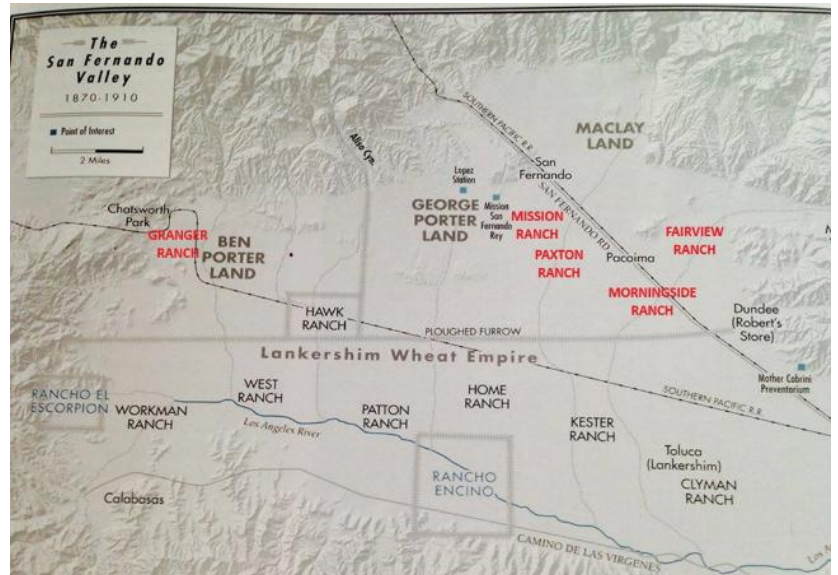 The
San Fernando
Valley
1870-1910
Point of Interest
2 Miles
SOUTHERN PACIFIC R.R.
MACLAY
LAND
Aliso Cyn.
San
Fernando
SAN FERNANDO RD
Lopez
Station
Mission
San
Fernando
Rey
GEORGE
PORTER
LAND
MISSION
RANCH
PAXTON
RANCH
FAIRVIEW
RANCH
Pacoima
MORNINGSIDE
RANCH
Chatsworth
Park
GRANGER
RANCH
BEN
PORTER
LAND
HAWK
RANCH
PLOUGHED FURROW
Dundee
(Robert's
Store)
Lankershim Wheat Empire
Mother Cabrini
Preventorium
SOUTHERN PACIFIC R.R.
RANCHO EL
ESCORPION
WORKMAN
RANCH
WEST
RANCH
Los Angeles River
PATTON
RANCH
HOME
RANCH
KESTER
RANCH
Toluca
(Lankershim)
CLYMAN
RANCH
RANCHO
ENCINO
Calabasas
CAMINO DE LAS VIRGENES